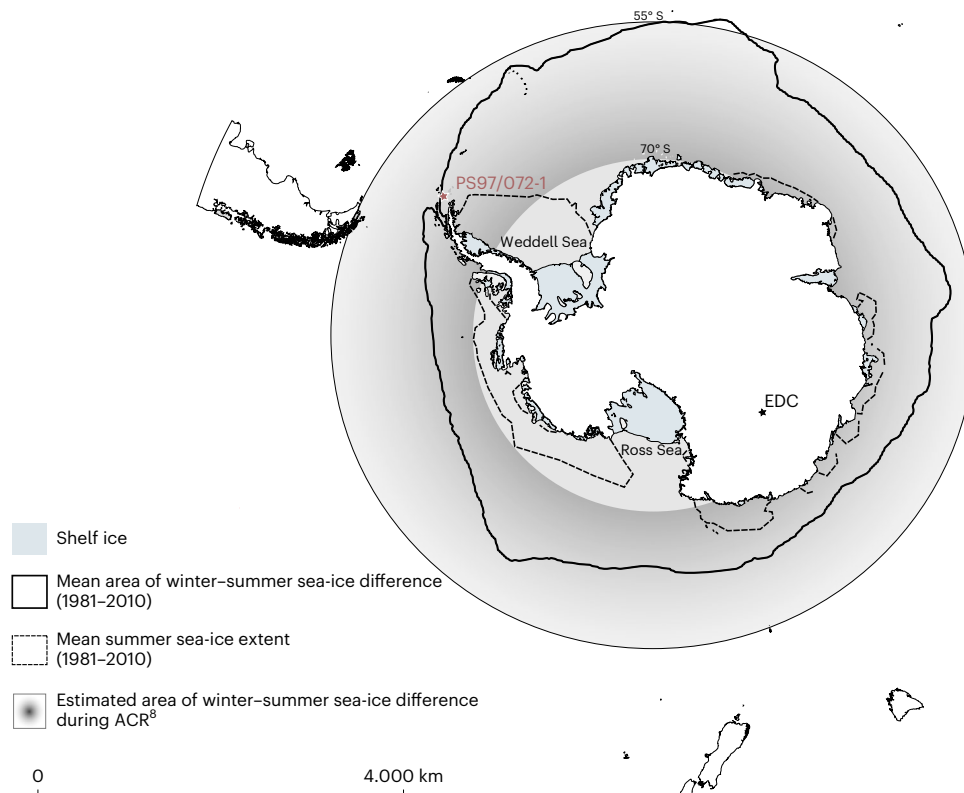 55° S
70° S
PS97/072-1
Weddell Sea
EDC
Ross Sea
Shelf ice
Mean area of winter–summer sea-ice difference
(1981–2010)
Mean summer sea-ice extent
(1981–2010)
Estimated area of winter–summer sea-ice difference
during ACR⁸
0
4.000 km